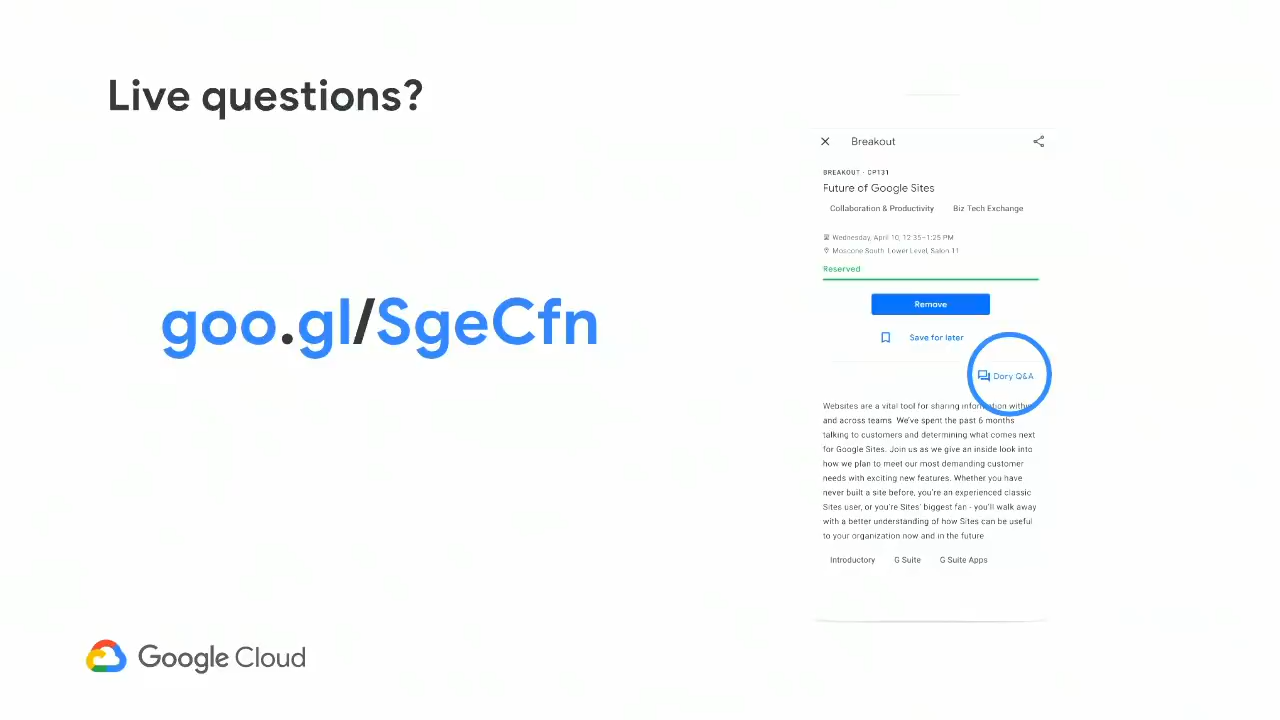 Live questions?
goo.gl/SgeCfn
Breakout
BREAKOUT · CP131
Future of Google Sites
Collaboration & Productivity Biz Tech Exchange
Wednesday, April 10, 12:35–1:25 PM
Moscone South, Lower Level, Salon 11
Reserved
Remove
Save for later
Dory Q&A
Websites are a vital tool for sharing information within
and across teams. We've spent the past 6 months
talking to customers and determining what comes next
for Google Sites. Join us as we give an inside look into
how we plan to meet our most demanding customer
needs with exciting new features. Whether you have
never built a site before, you're an experienced classic
Sites user, or you're Sites' biggest fan - you'll walk away
with a better understanding of how Sites can be useful
to your organization now and in the future
Introductory G Suite G Suite Apps
Google Cloud